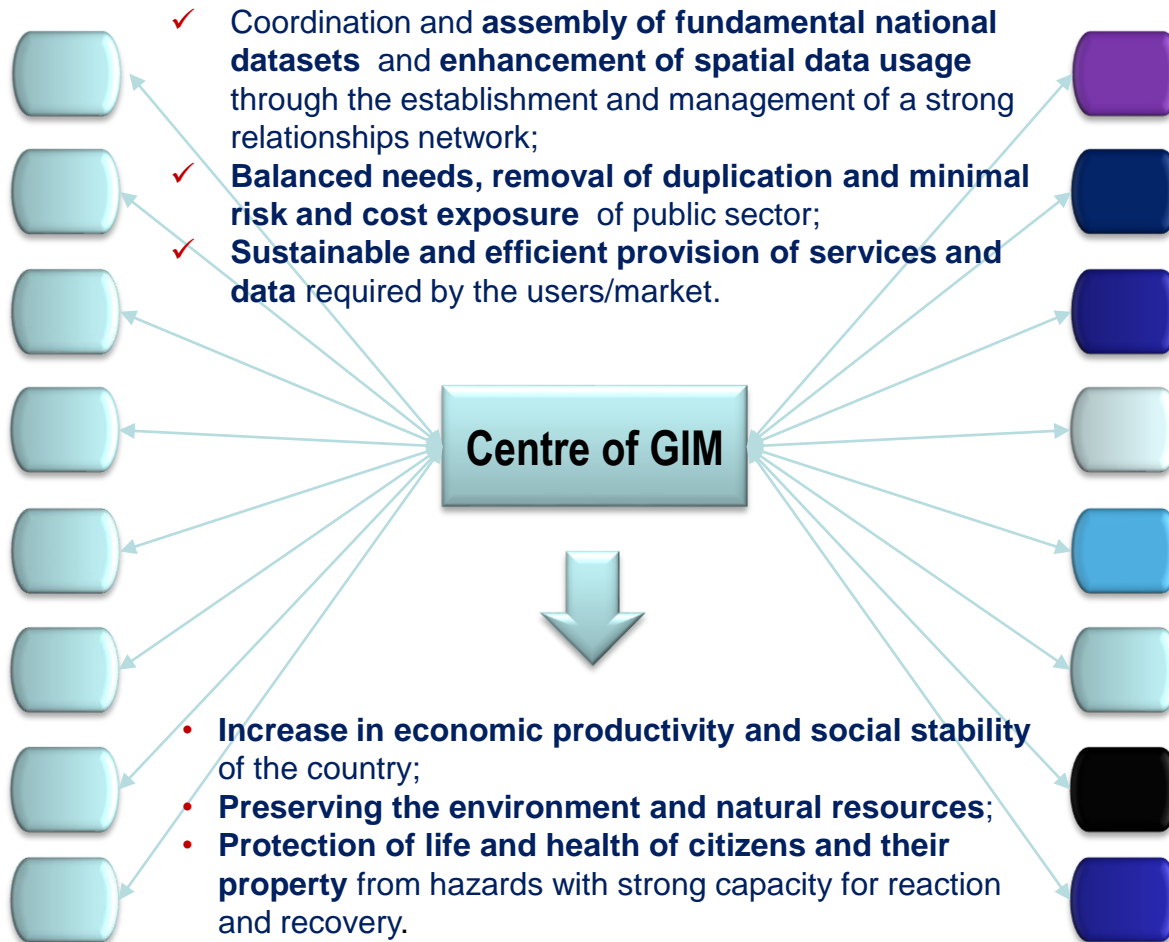 ✓ Coordination and assembly of fundamental national
datasets and enhancement of spatial data usage
through the establishment and management of a strong
relationships network;
✓ Balanced needs, removal of duplication and minimal
risk and cost exposure of public sector;
✓ Sustainable and efficient provision of services and
data required by the users/market.
Centre of GIM
• Increase in economic productivity and social stability
of the country;
• Preserving the environment and natural resources;
• Protection of life and health of citizens and their
property from hazards with strong capacity for reaction
and recovery.